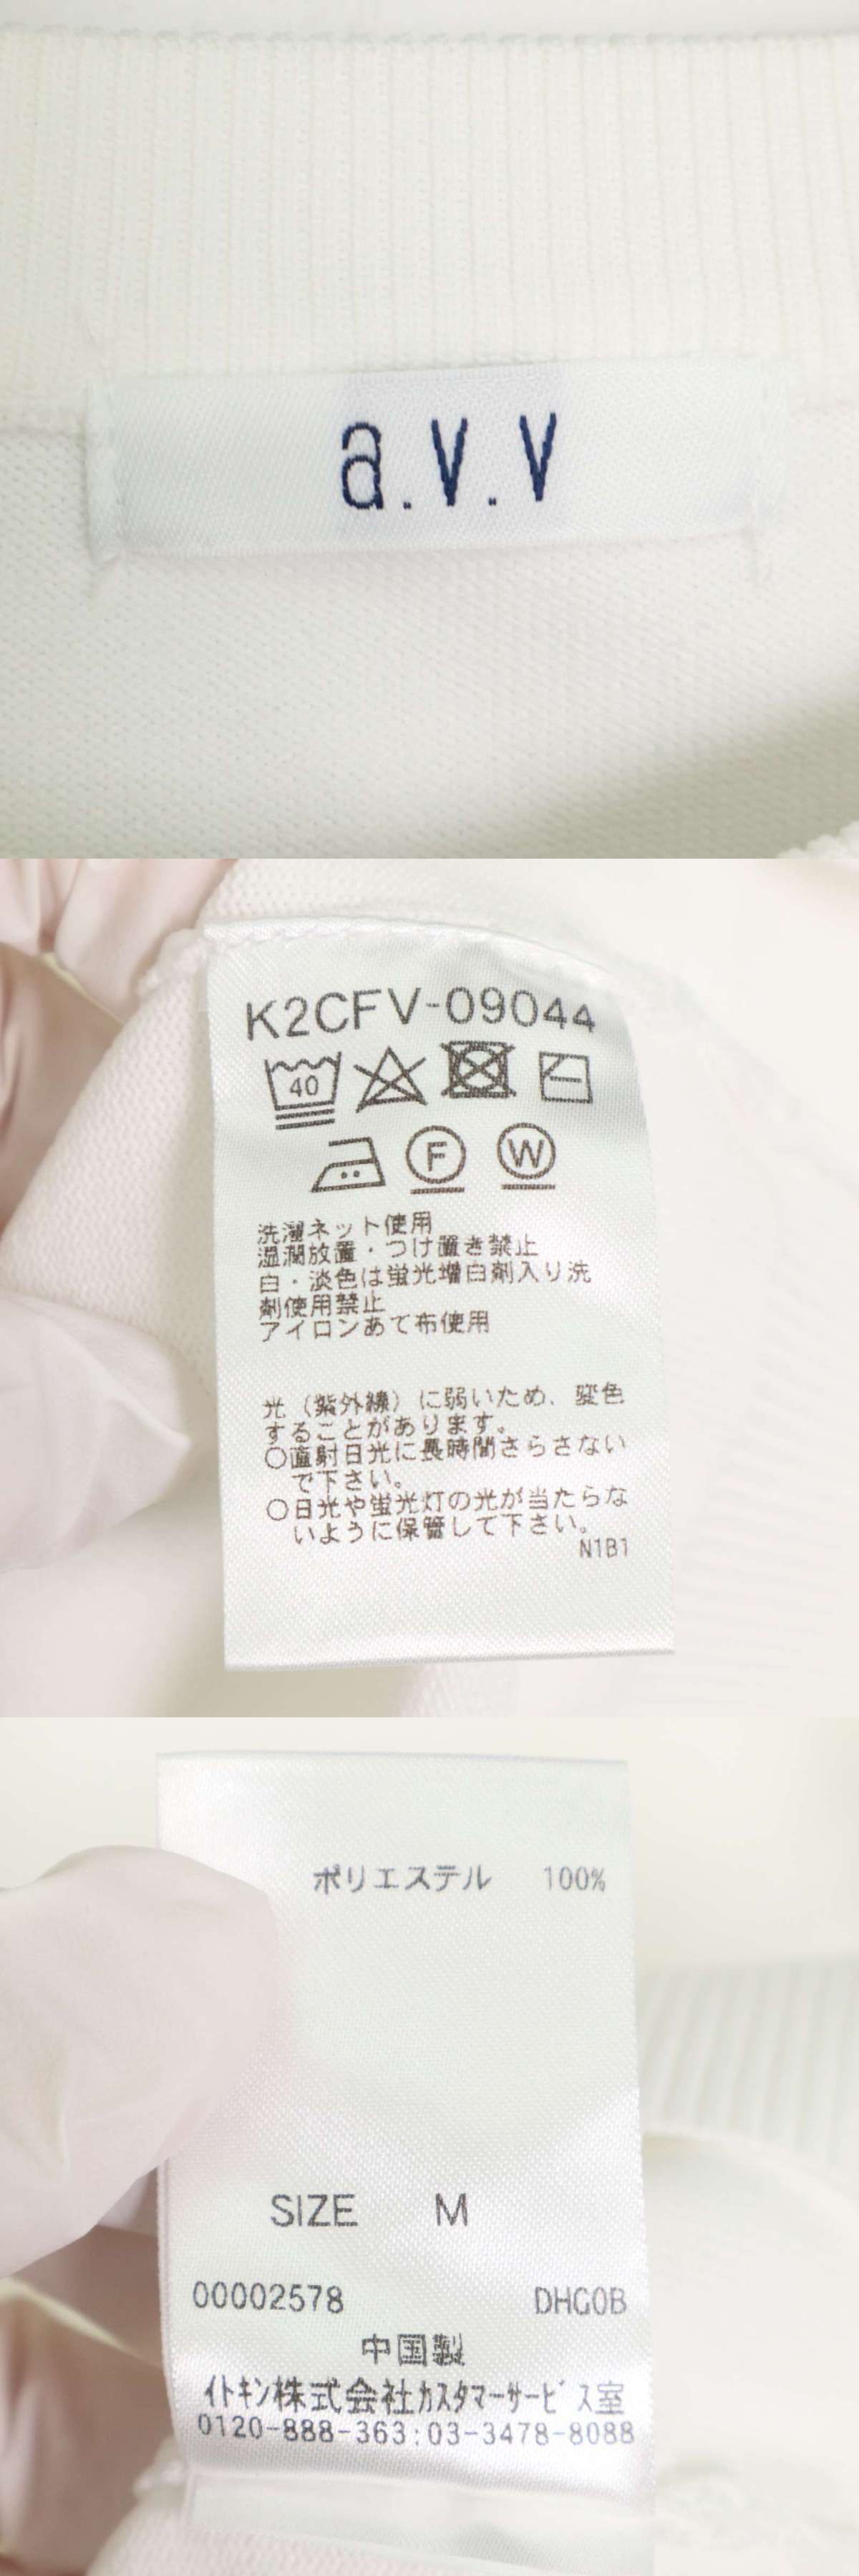 a.v.v
K2CFV-09044
40
F W
洗濯ネット使用
湿潤放置・つけ置き禁止
白・淡色は蛍光増白剤入り洗
剤使用禁止
アイロンあて布使用
光（紫外線）に弱いため、変色
することがあります。
○直射日光に長時間さらさない
で下さい。
○日光や蛍光灯の光が当たらな
いように保管して下さい。
N1B1
ポリエステル 100%
SIZE M
00002578 DHG0B
中国製
イトキン株式会社カスタマーサービス室
0120-888-363:03-3478-8088